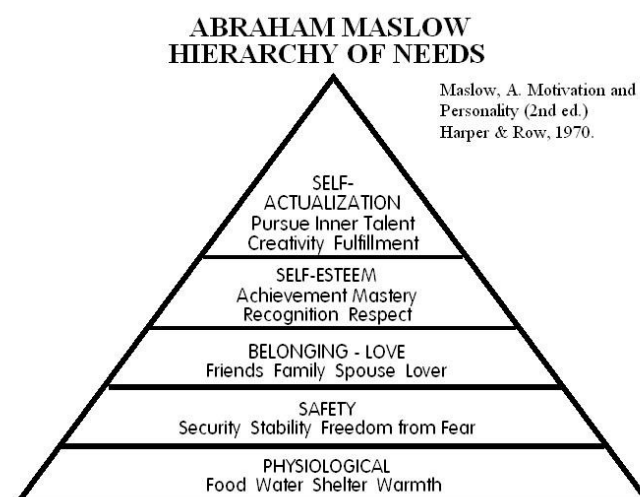 ABRAHAM MASLOW
HIERARCHY OF NEEDS
Maslow, A. Motivation and
Personality (2nd ed.)
Harper & Row, 1970.
SELF-
ACTUALIZATION
Pursue Inner Talent
Creativity Fulfillment
SELF-ESTEEM
Achievement Mastery
Recognition Respect
BELONGING - LOVE
Friends Family Spouse Lover
SAFETY
Security Stability Freedom from Fear
PHYSIOLOGICAL
Food Water Shelter Warmth